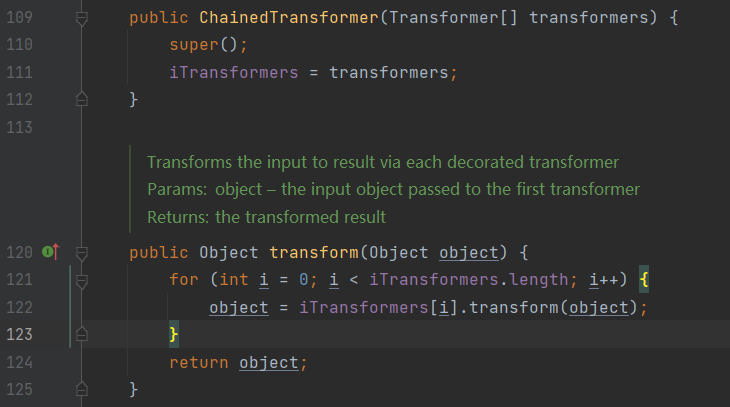 109 public ChainedTransformer(Transformer[] transformers) {
110 super();
111 iTransformers = transformers;
112 }
113
Transforms the input to result via each decorated transformer
Params: object – the input object passed to the first transformer
Returns: the transformed result
120 public Object transform(Object object) {
121 for (int i = 0; i < iTransformers.length; i++) {
122 object = iTransformers[i].transform(object);
123 }
124 return object;
125 }